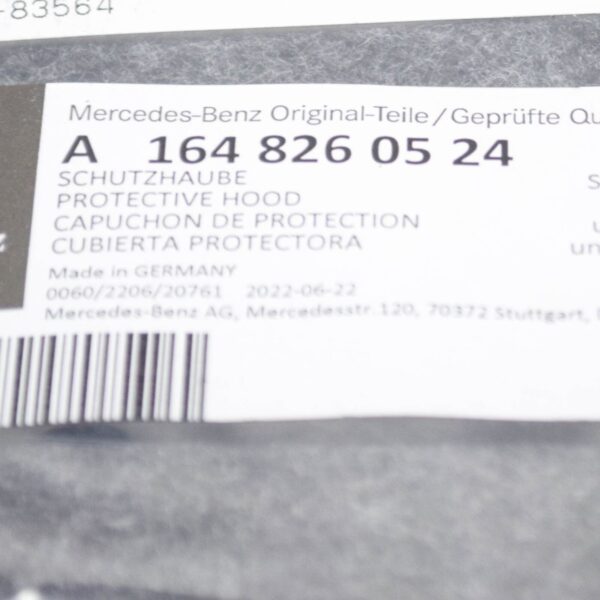 -83564
Mercedes-Benz Original-Teile/Geprüfte Qu
A 164 826 05 24
SCHUTZHAUBE
PROTECTIVE HOOD
CAPUCHON DE PROTECTION
CUBIERTA PROTECTORA
Made in GERMANY
0060/2206/20761 2022-06-22
Mercedes-Benz AG, Mercedesstr.120, 70372 Stuttgart,